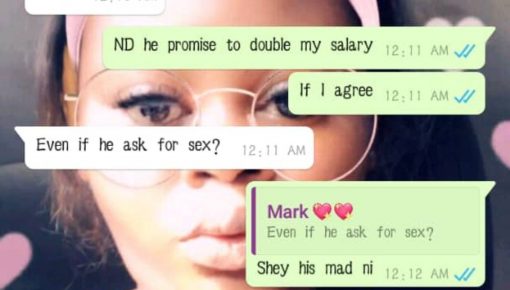 ND he promise to double my salary 12:11 AM
If I agree 12:11 AM
Even if he ask for sex? 12:11 AM
Mark 💖💖
Even if he ask for sex?
Shey his mad ni 12:12 AM